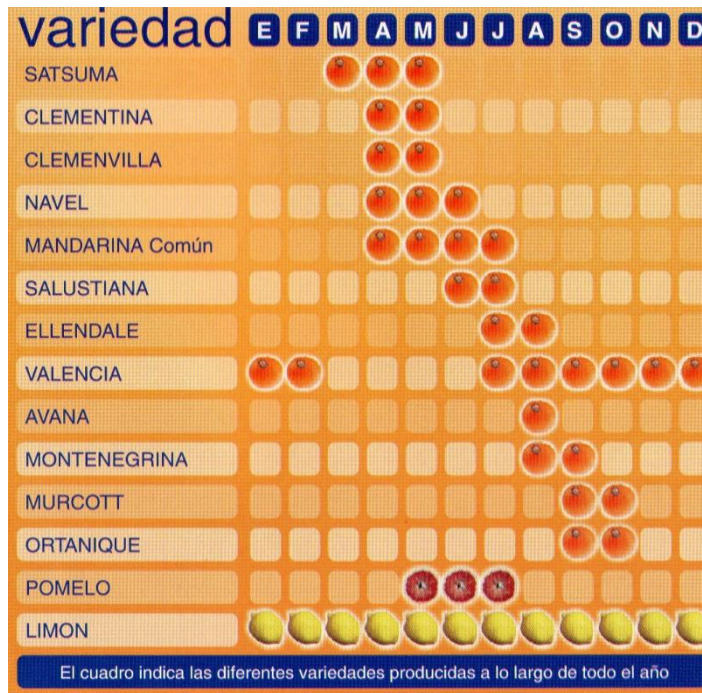 variedad E F M A M J J A S O N D
SATSUMA
CLEMENTINA
CLEMENVILLA
NAVEL
MANDARINA Común
SALUSTIANA
ELLENDALE
VALENCIA
AVANA
MONTENEGRINA
MURCOTT
ORTANIQUE
POMELO
LIMON
El cuadro indica las diferentes variedades producidas a lo largo de todo el año